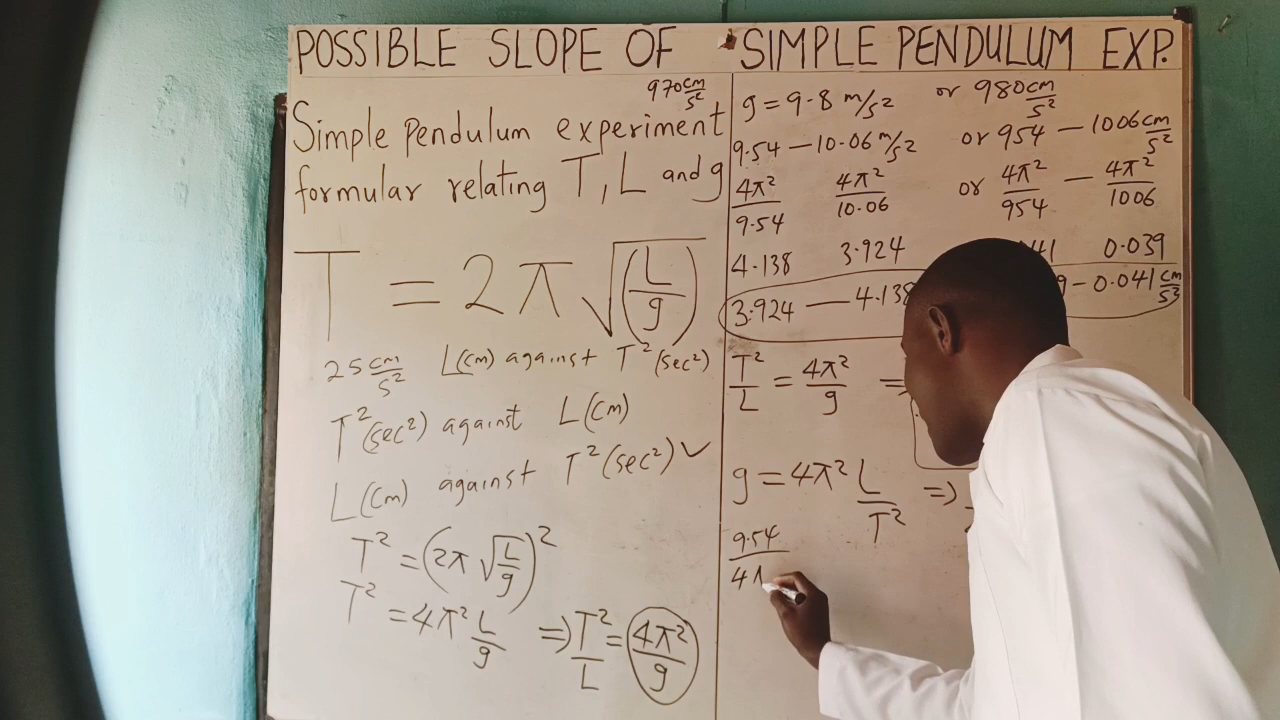 POSSIBLE SLOPE OF SIMPLE PENDULUM EXP.
970 cm/s²
Simple pendulum experiment
formular relating T, L and g
T = 2π √(L/g)
25 cm/s² L(cm) against T²(sec²)
T²(sec²) against L(cm)
L(cm) against T²(sec²) ✓
T² = (2π √L/g)²
T² = 4π² L/g ⇒ T²/L = 4π²/g
g = 9.8 m/s² or 980 cm/s²
9.54 — 10.06 m/s² or 954 — 1006 cm/s²
4π²/9.54 4π²/10.06 or 4π²/954 — 4π²/1006
4.138 3.924 0.039
3.924 — 4.138 - 0.041 cm/s²
T²/L = 4π²/g =
g = 4π² L/T² ⇒
9.54/4π